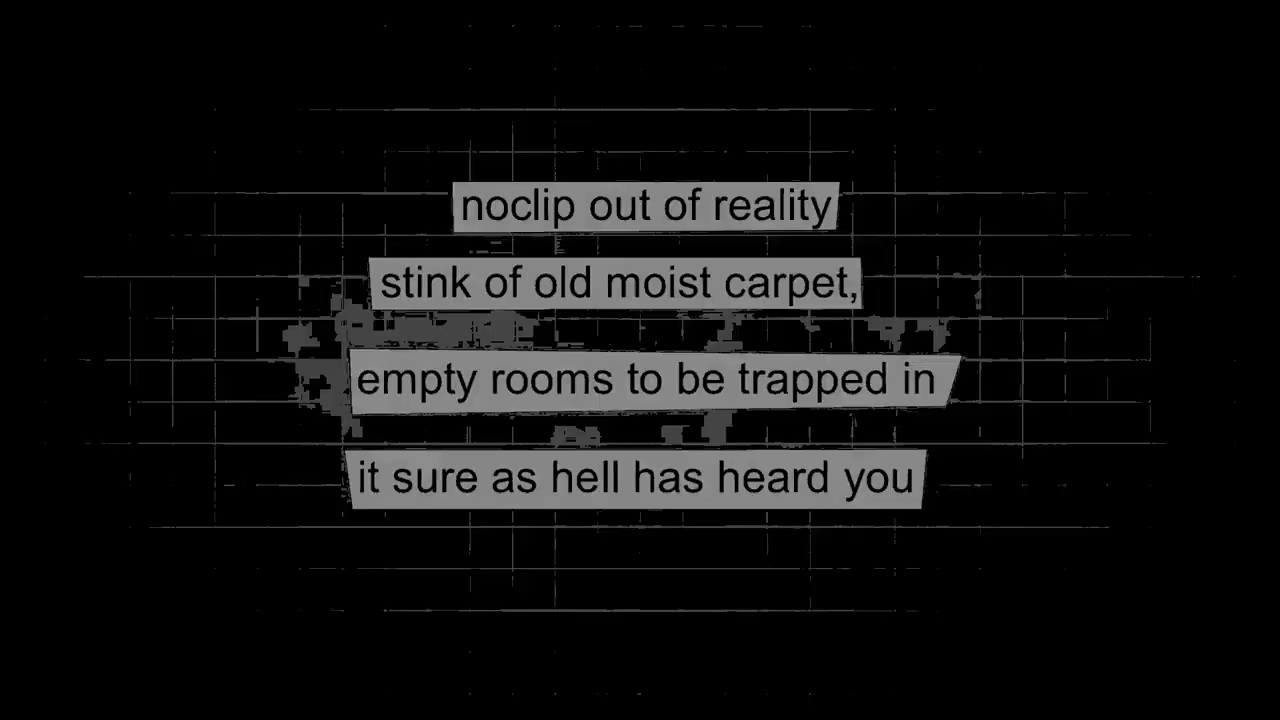 noclip out of reality
stink of old moist carpet,
empty rooms to be trapped in
it sure as hell has heard you